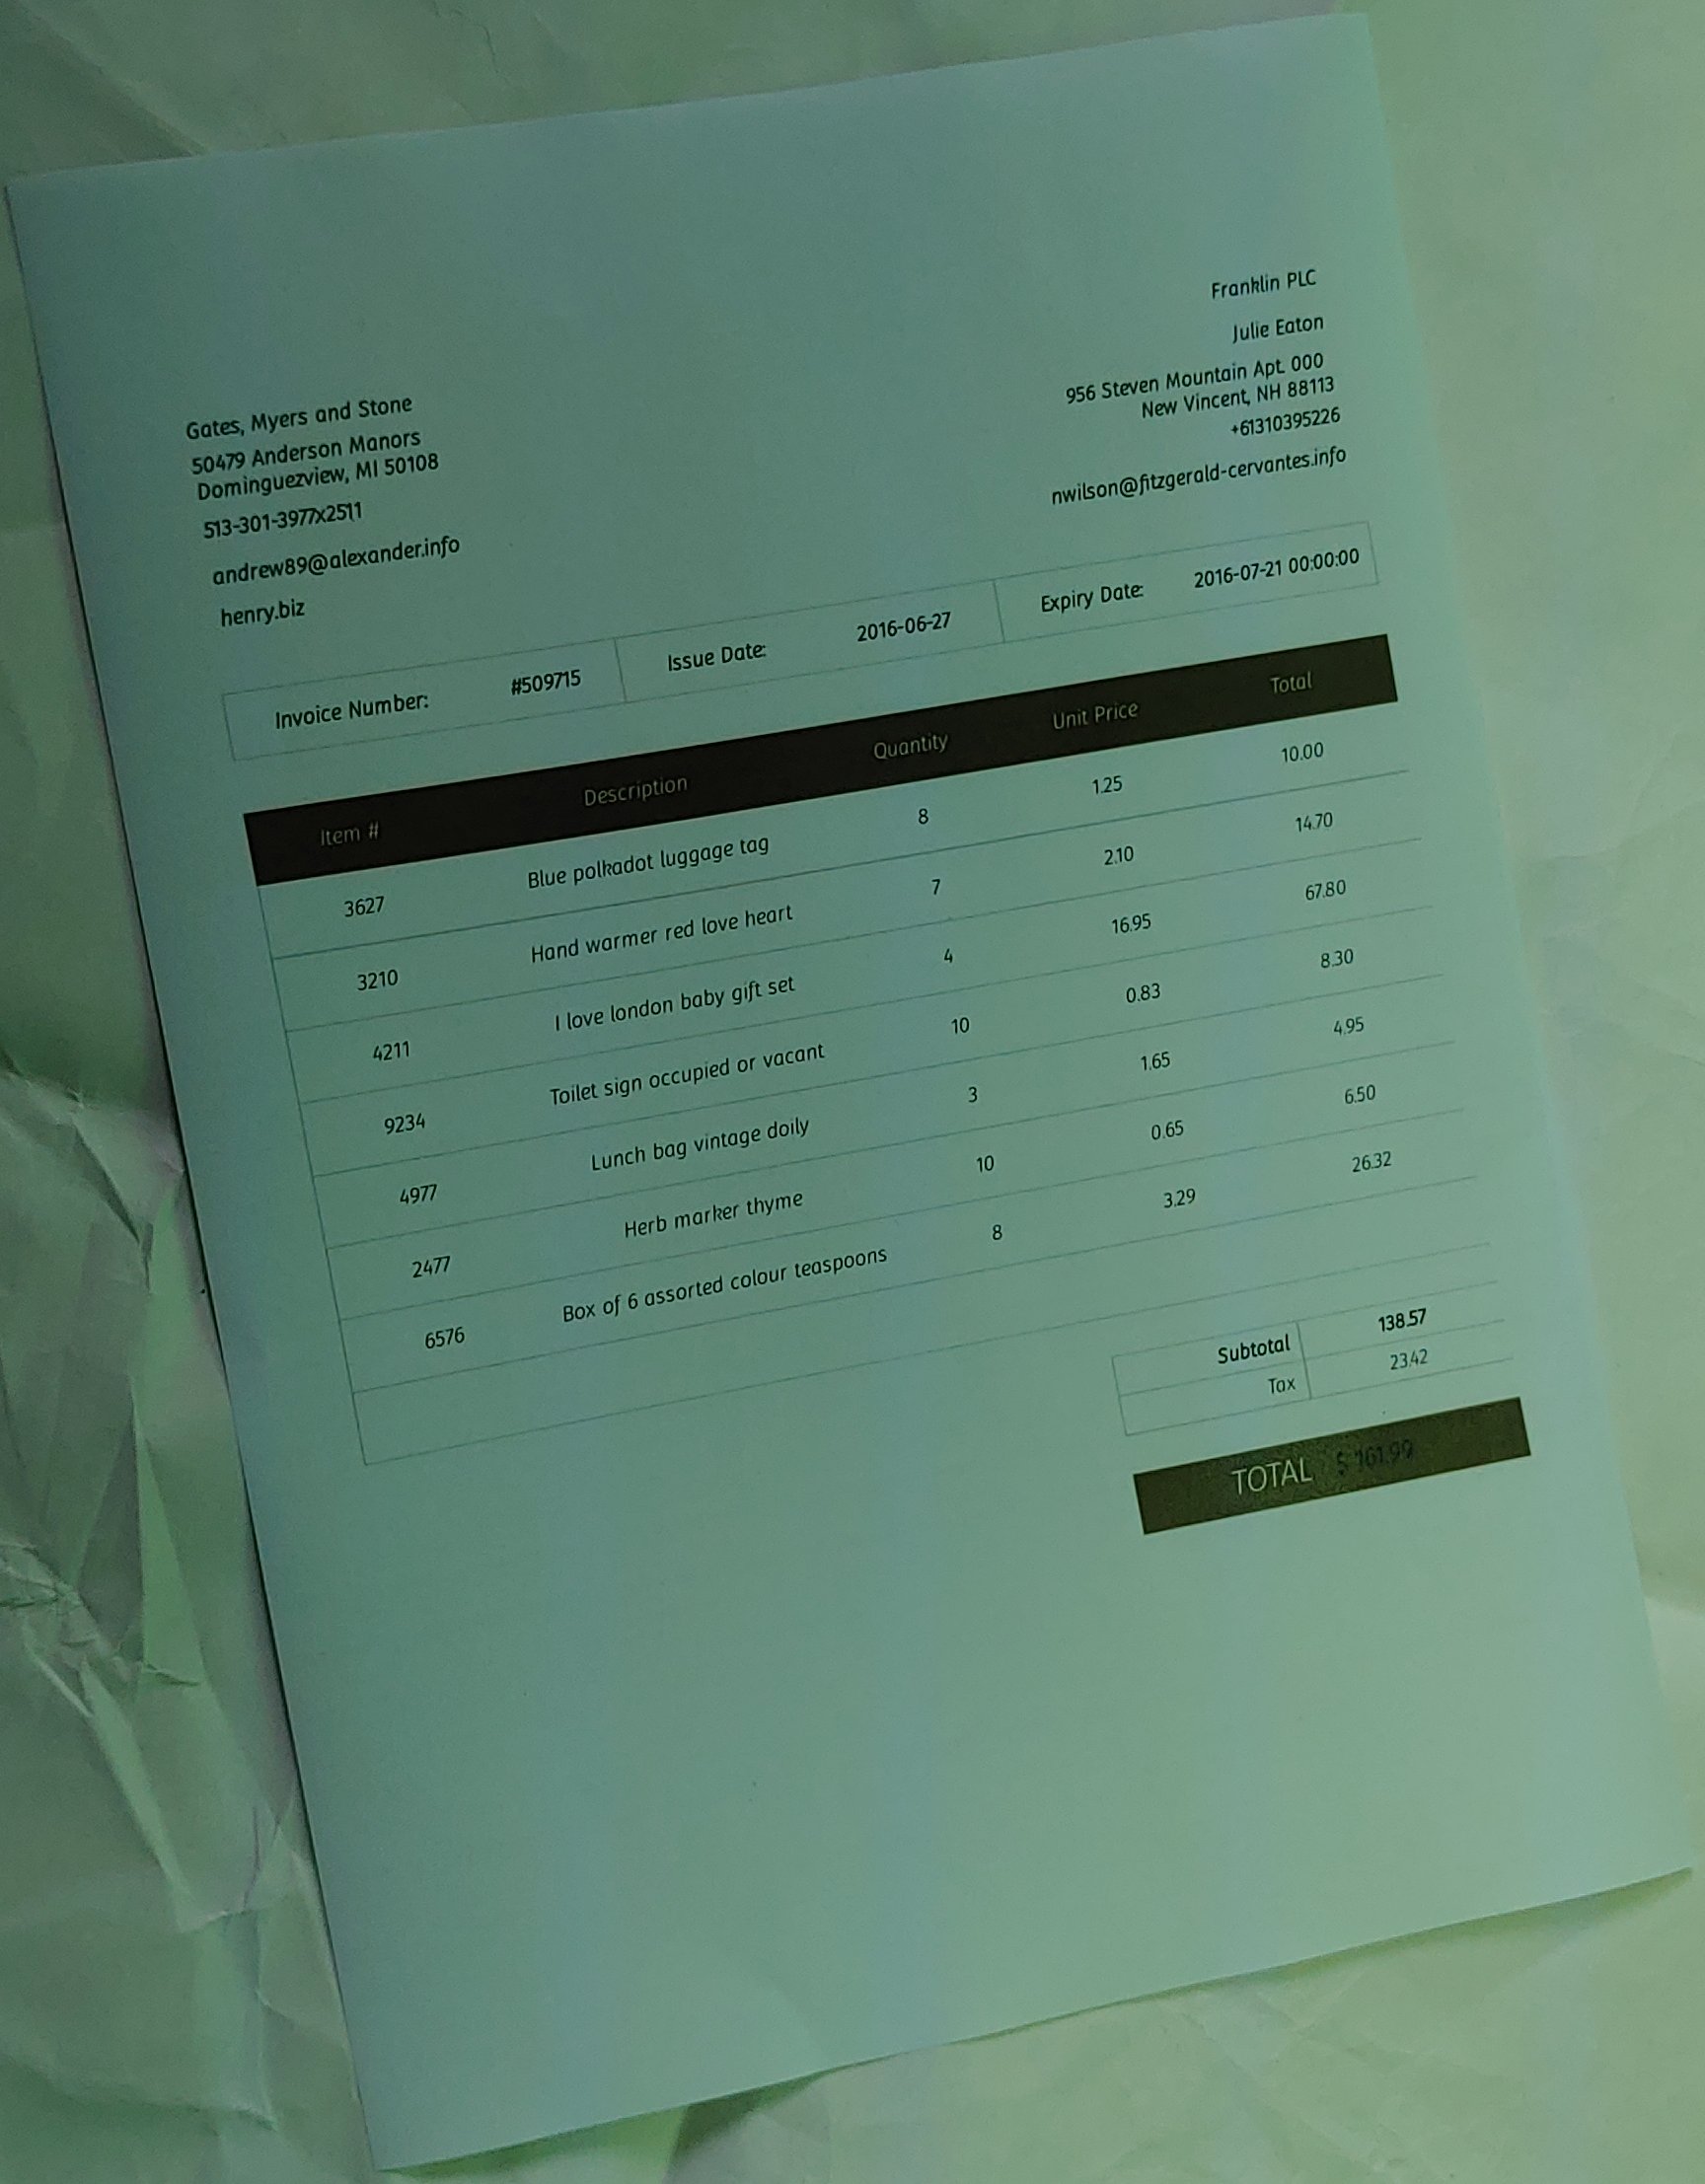 Franklin PLC
Julie Eaton
956 Steven Mountain Apt. 000
New Vincent, NH 88113
+61310395226
nwilson@fitzgerald-cervantes.info
Gates, Myers and Stone
50479 Anderson Manors
Dominguezview, MI 50108
513-301-3977x2511
andrew89@alexander.info
henry.biz
Invoice Number: #509715 Issue Date: 2016-06-27 Expiry Date: 2016-07-21 00:00:00
Item # Description Quantity Unit Price Total
3627 Blue polkadot luggage tag 8 1.25 10.00
3210 Hand warmer red love heart 7 2.10 14.70
4211 I love london baby gift set 4 16.95 67.80
9234 Toilet sign occupied or vacant 10 0.83 8.30
4977 Lunch bag vintage doily 3 1.65 4.95
2477 Herb marker thyme 10 0.65 6.50
6576 Box of 6 assorted colour teaspoons 8 3.29 26.32
Subtotal 138.57
Tax 23.42
TOTAL $ 161.99